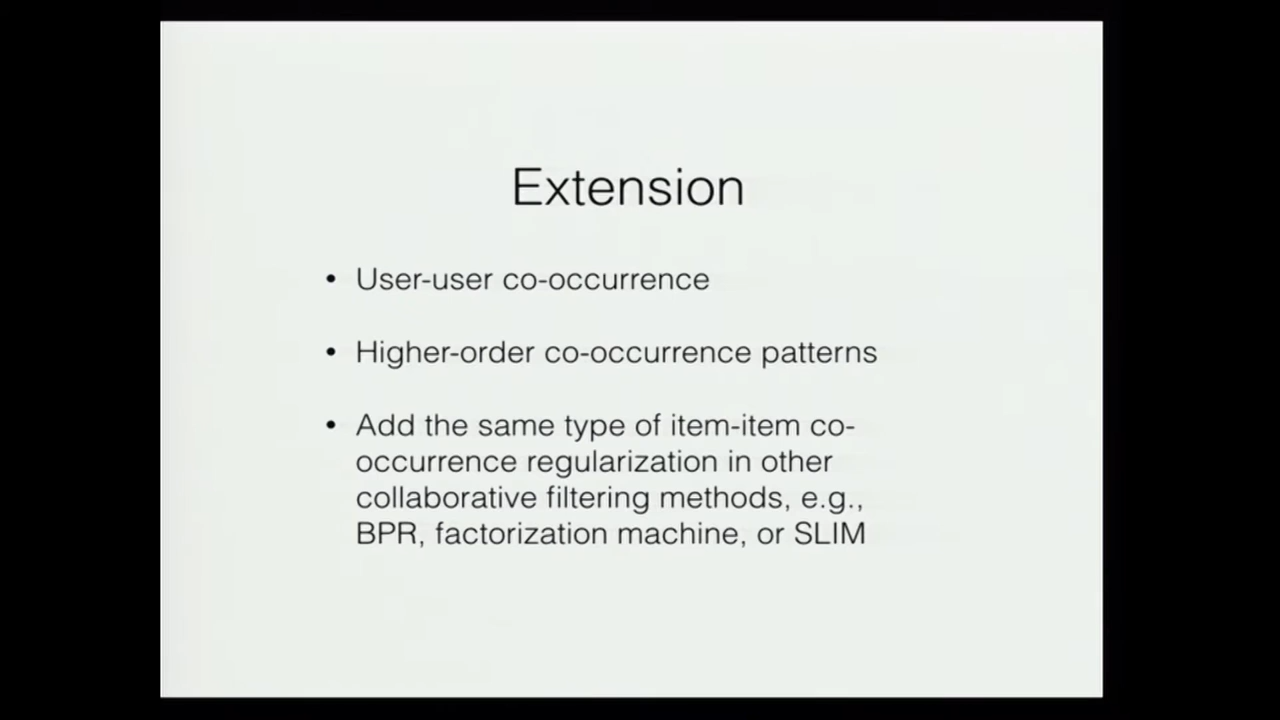 Extension
• User-user co-occurrence
• Higher-order co-occurrence patterns
• Add the same type of item-item co-
occurrence regularization in other
collaborative filtering methods, e.g.,
BPR, factorization machine, or SLIM